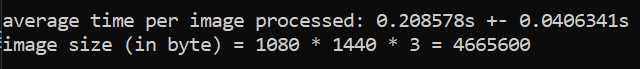 average time per image processed: 0.208578s +- 0.0406341s
image size (in byte) = 1080 * 1440 * 3 = 4665600